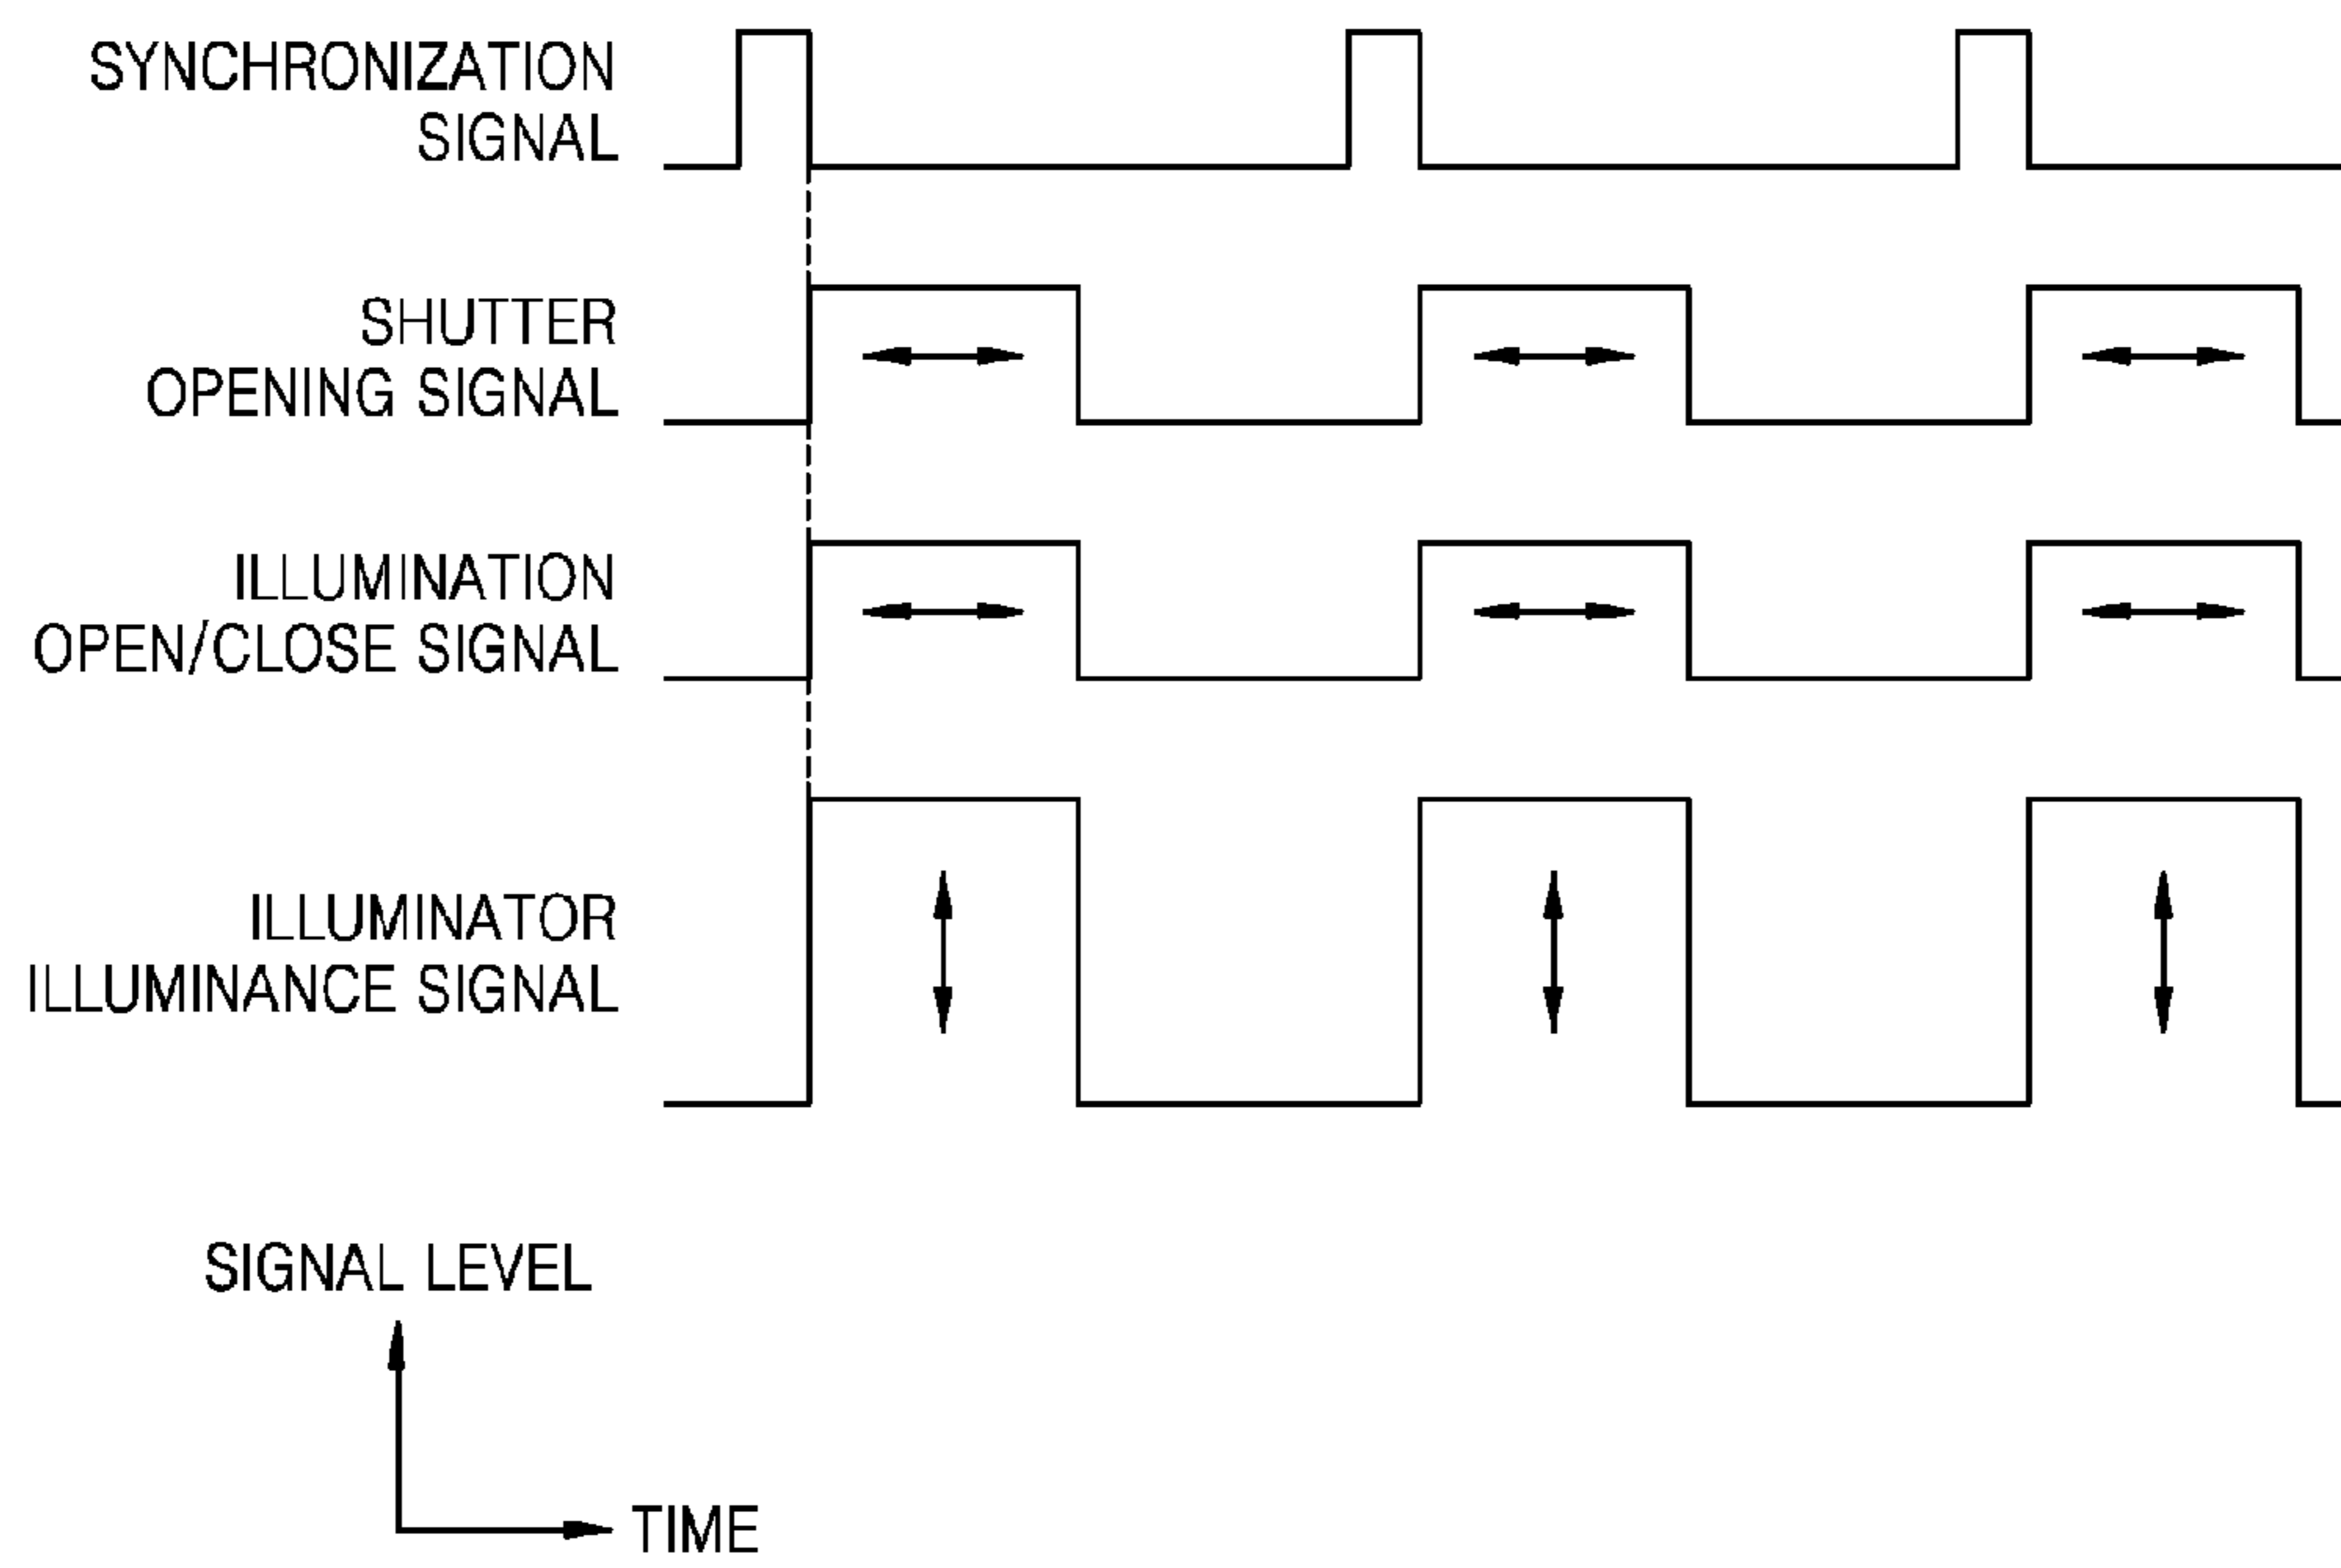 SYNCHRONIZATION
SIGNAL
SHUTTER
OPENING SIGNAL
ILLUMINATION
OPEN/CLOSE SIGNAL
ILLUMINATOR
ILLUMINANCE SIGNAL
SIGNAL LEVEL
TIME